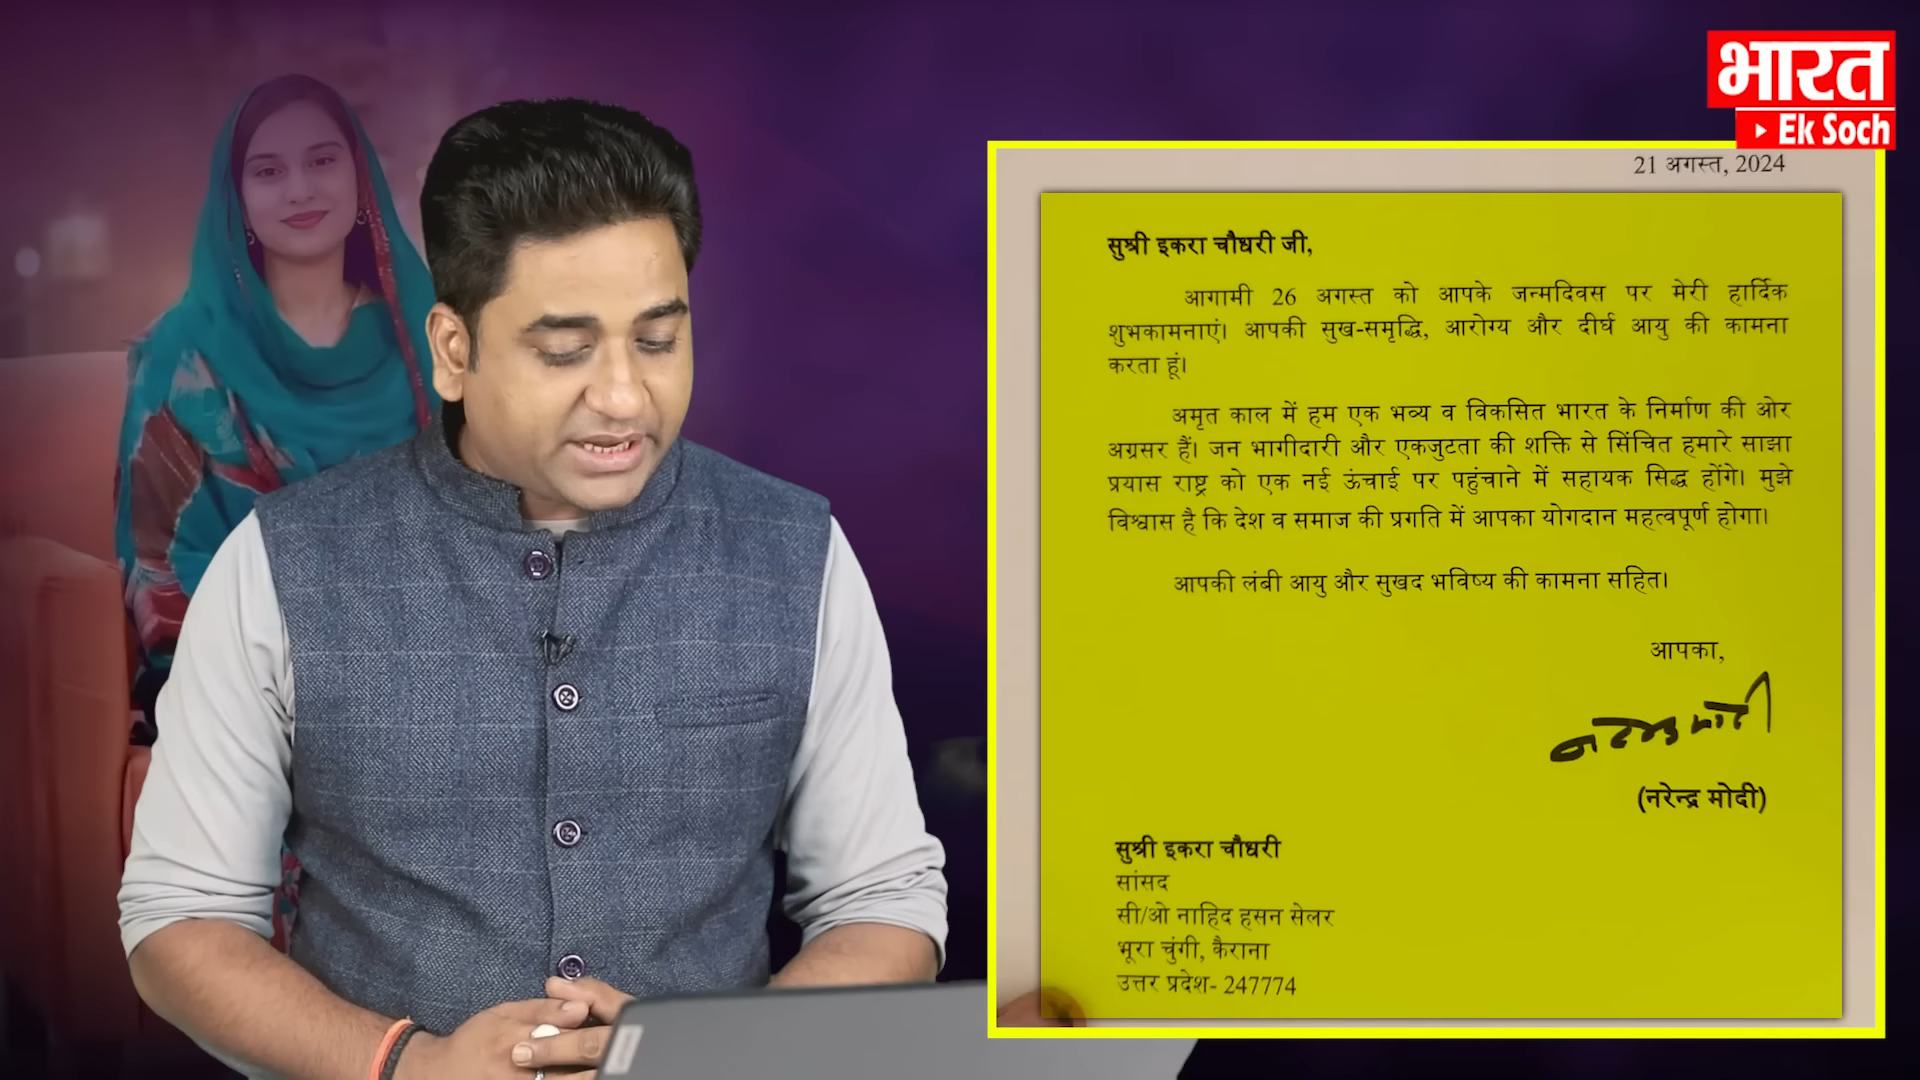 भारत
Ek Soch
21 अगस्त, 2024
सुश्री इकरा चौधरी जी,
आगामी 26 अगस्त को आपके जन्मदिवस पर मेरी हार्दिक
शुभकामनाएं। आपकी सुख-समृद्धि, आरोग्य और दीर्घ आयु की कामना
करता हूं।
अमृत काल में हम एक भव्य व विकसित भारत के निर्माण की ओर
अग्रसर हैं। जन भागीदारी और एकजुटता की शक्ति से सिंचित हमारे साझा
प्रयास राष्ट्र को एक नई ऊंचाई पर पहुंचाने में सहायक सिद्ध होंगे। मुझे
विश्वास है कि देश व समाज की प्रगति में आपका योगदान महत्वपूर्ण होगा।
आपकी लंबी आयु और सुखद भविष्य की कामना सहित।
आपका,
नरेन्द्र मोदी
(नरेन्द्र मोदी)
सुश्री इकरा चौधरी
सांसद
सी/ओ नाहिद हसन सेलर
भूरा चुंगी, कैराना
उत्तर प्रदेश- 247774